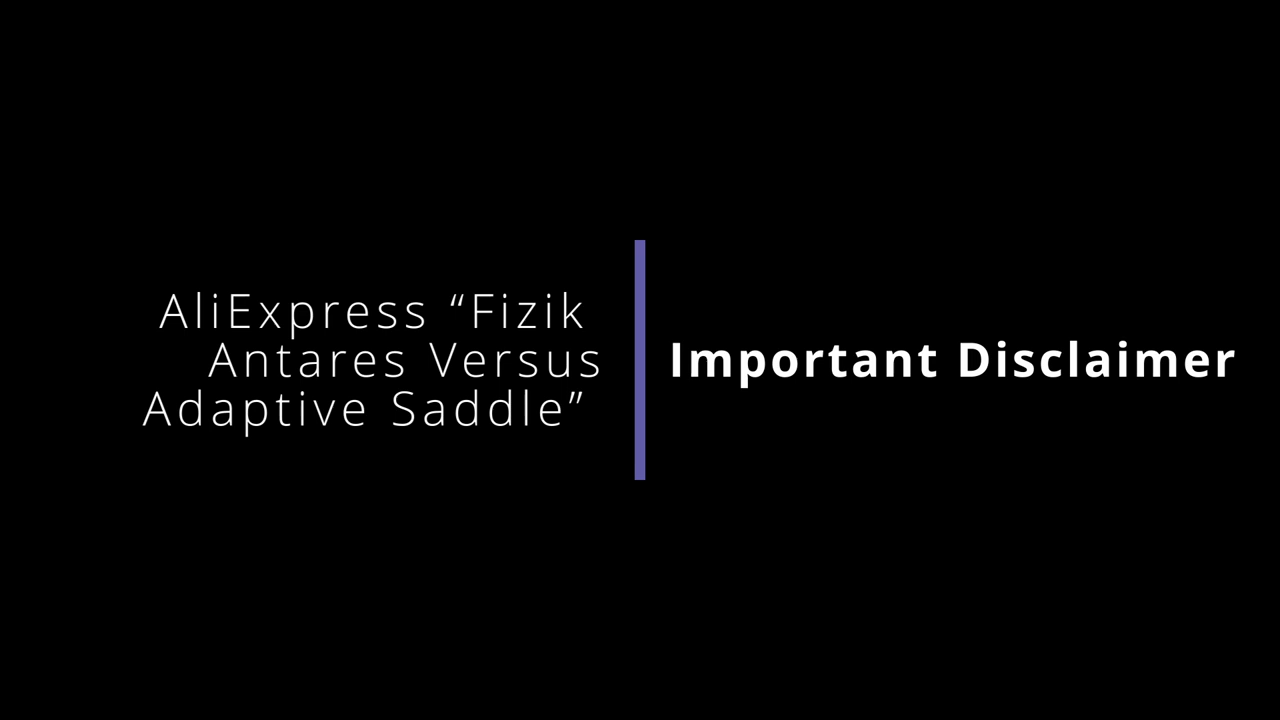 AliExpress “Fizik
Antares Versus
Adaptive Saddle”
Important Disclaimer